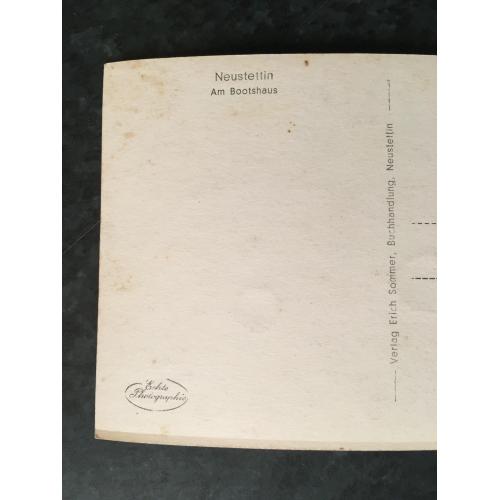 Neustettin
Am Bootshaus
Verlag Erich Sommer, Buchhandlung, Neustettin
Echte
Photographie